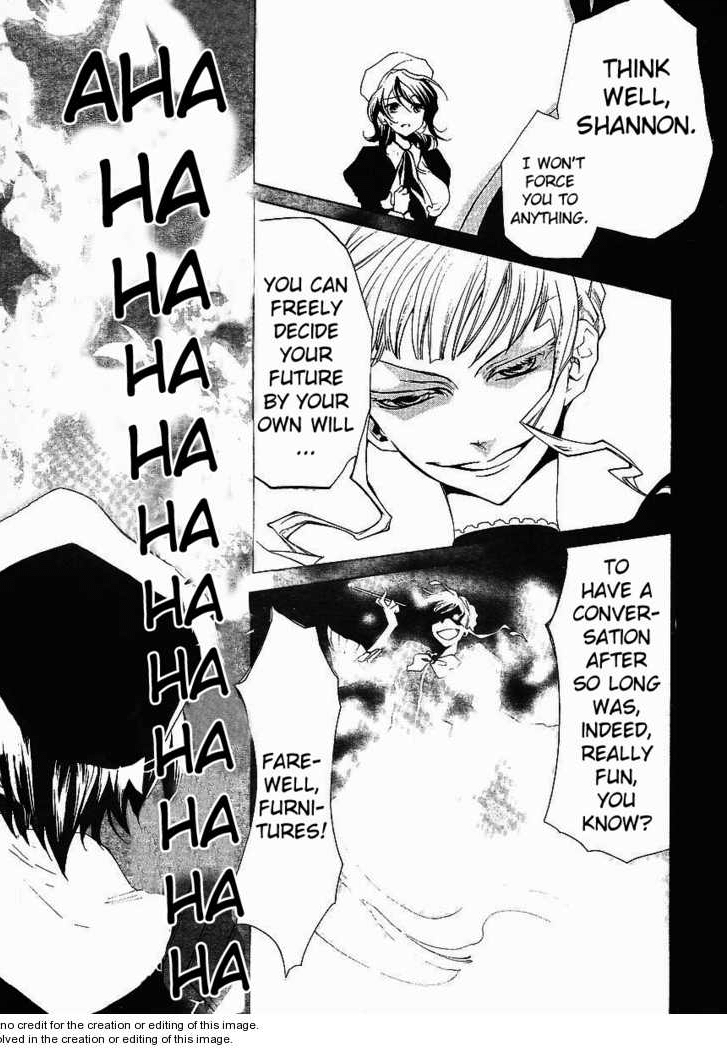 THINK
WELL,
SHANNON.
I WON'T
FORCE
YOU TO
ANYTHING.
YOU CAN
FREELY
DECIDE
YOUR
FUTURE
BY YOUR
OWN WILL
...
TO
HAVE A
CONVER-
SATION
AFTER
SO LONG
WAS,
INDEED,
REALLY
FUN,
YOU
KNOW?
FARE-
WELL,
FURNI-
TURES!
AHA
HA
HA
HA
HA
HA
HA
HA
HA
HA
HA
HA
no credit for the creation or editing of this image.
olved in the creation or editing of this image.